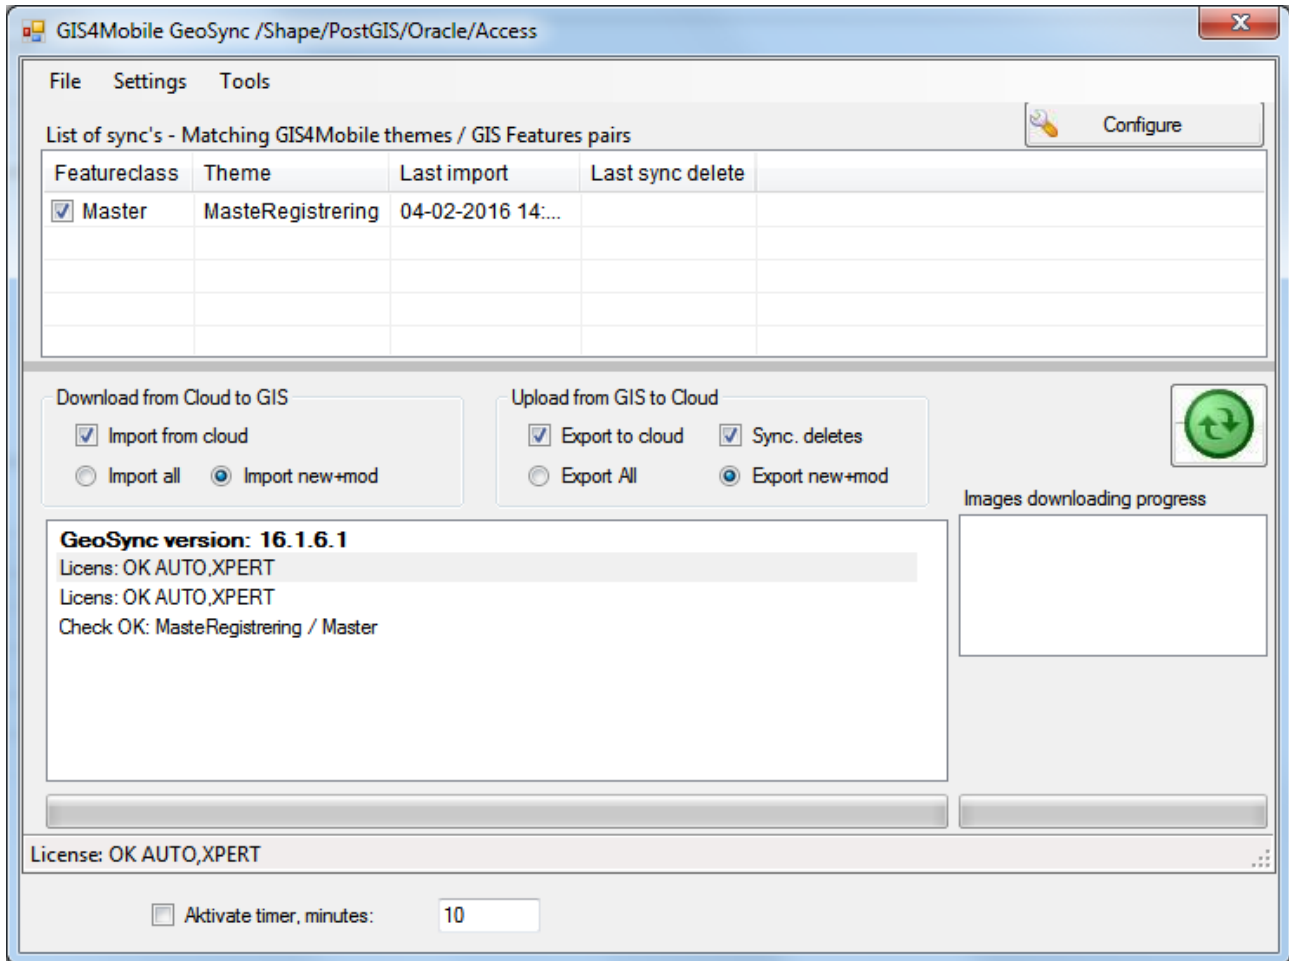 GIS4Mobile GeoSync /Shape/PostGIS/Oracle/Access
File Settings Tools
List of sync's - Matching GIS4Mobile themes / GIS Features pairs
Configure
Featureclass Theme Last import Last sync delete
Master MasteRegistrering 04-02-2016 14:...
Download from Cloud to GIS
Import from cloud
Import all Import new+mod
Upload from GIS to Cloud
Export to cloud Sync. deletes
Export All Export new+mod
Images downloading progress
GeoSync version: 16.1.6.1
Licens: OK AUTO,XPERT
Licens: OK AUTO,XPERT
Check OK: MasteRegistrering / Master
License: OK AUTO,XPERT
Aktivate timer, minutes: 10